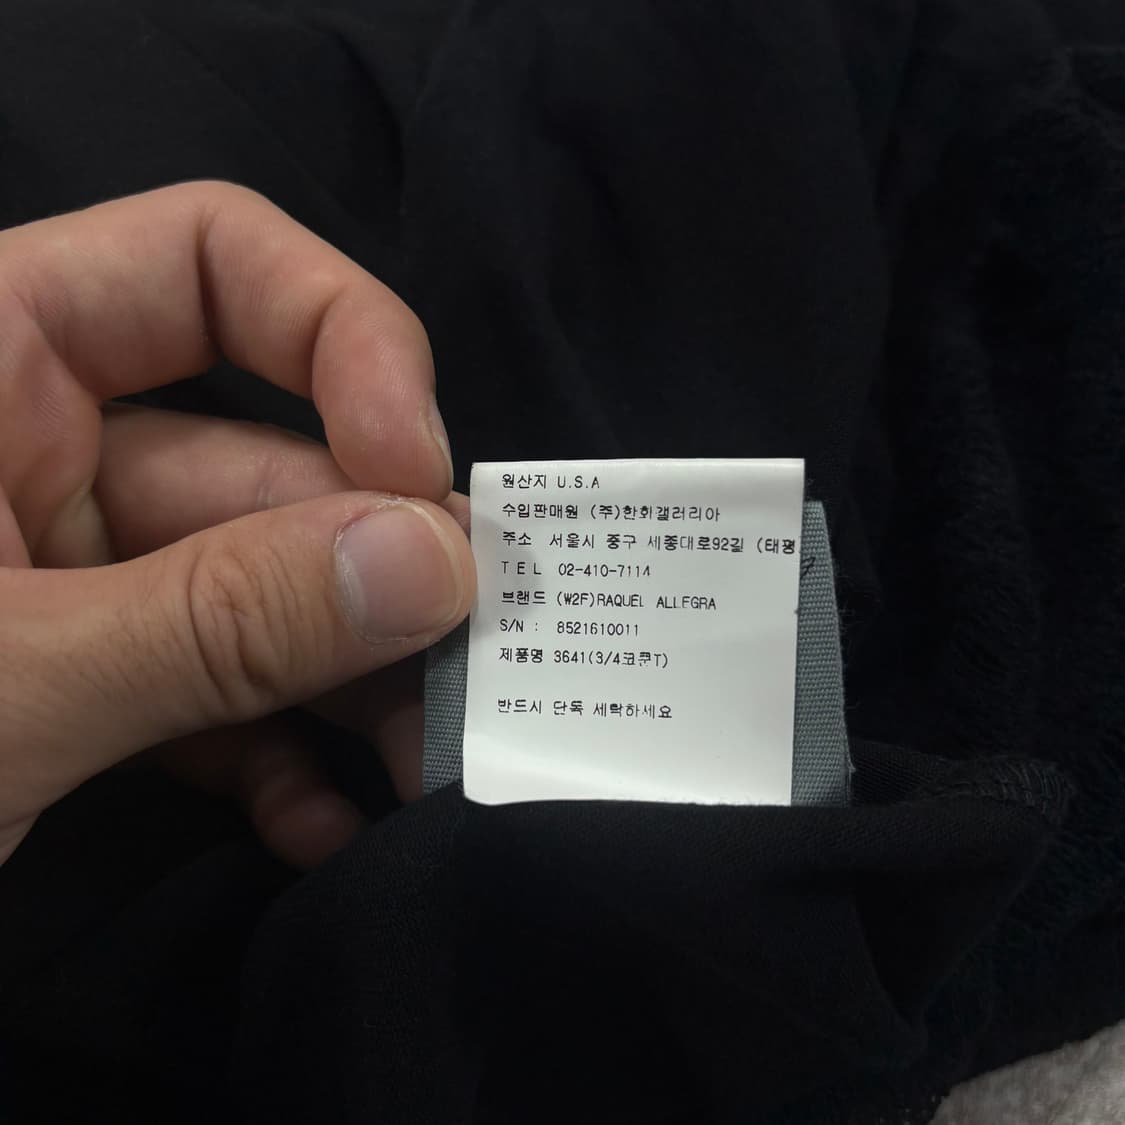 원산지 U.S.A
수입판매원 (주)한화갤러리아
주소 서울시 중구 세종대로92길 (태평
T E L 02-410-7114
브랜드 (W2F)RAQUEL ALLEGRA
S/N : 8521610011
제품명 3641(3/4코쿤T)
반드시 단독 세탁하세요